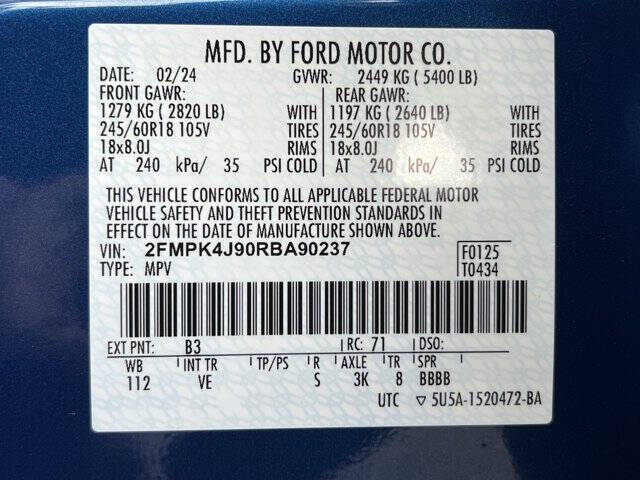 MFD. BY FORD MOTOR CO.
DATE: 02/24 GVWR: 2449 KG ( 5400 LB)
FRONT GAWR: REAR GAWR:
1279 KG ( 2820 LB) WITH 1197 KG ( 2640 LB) WITH
245/60R18 105V TIRES 245/60R18 105V TIRES
18x8.0J RIMS 18x8.0J RIMS
AT 240 kPa/ 35 PSI COLD AT 240 kPa/ 35 PSI COLD
THIS VEHICLE CONFORMS TO ALL APPLICABLE FEDERAL MOTOR
VEHICLE SAFETY AND THEFT PREVENTION STANDARDS IN
EFFECT ON THE DATE OF MANUFACTURE SHOWN ABOVE.
VIN: 2FMPK4J90RBA90237 F0125
TYPE: MPV T0434
EXT PNT: B3 RC: 71 DSO:
WB INT TR TP/PS R AXLE TR SPR
112 VE S 3K 8 BBBB
UTC ▽ 5U5A-1520472-BA